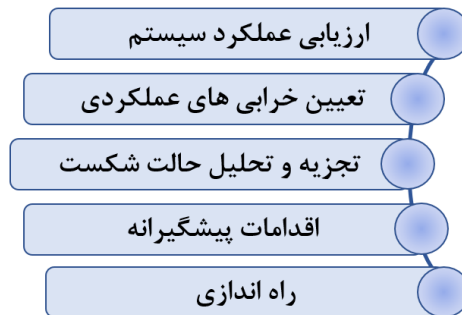 ارزیابی عملکرد سیستم
تعیین خرابی های عملکردی
تجزیه و تحلیل حالت شکست
اقدامات پیشگیرانه
راه اندازی